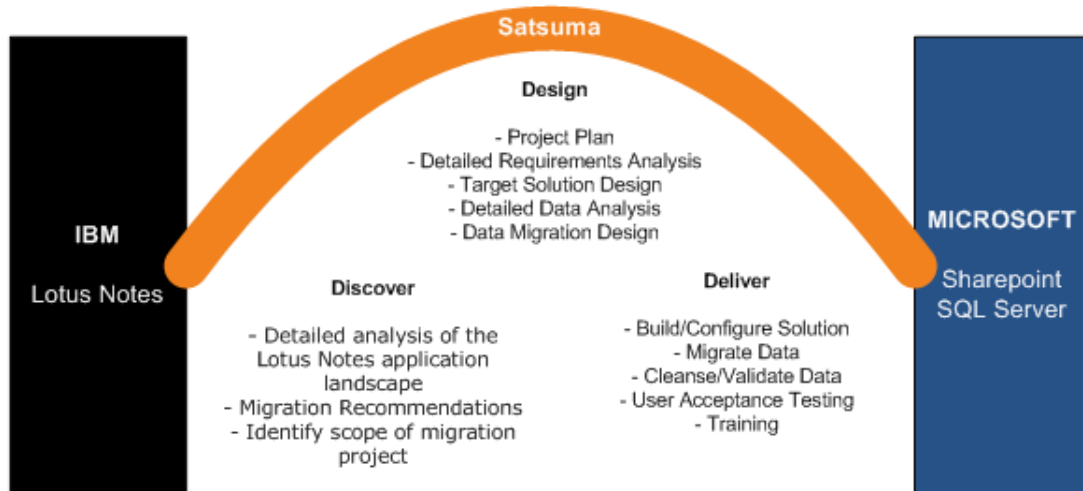 Satsuma
IBM
Lotus Notes
Design
- Project Plan
- Detailed Requirements Analysis
- Target Solution Design
- Detailed Data Analysis
- Data Migration Design
Discover
- Detailed analysis of the
Lotus Notes application
landscape
- Migration Recommendations
- Identify scope of migration
project
Deliver
- Build/Configure Solution
- Migrate Data
- Cleanse/Validate Data
- User Acceptance Testing
- Training
MICROSOFT
Sharepoint
SQL Server